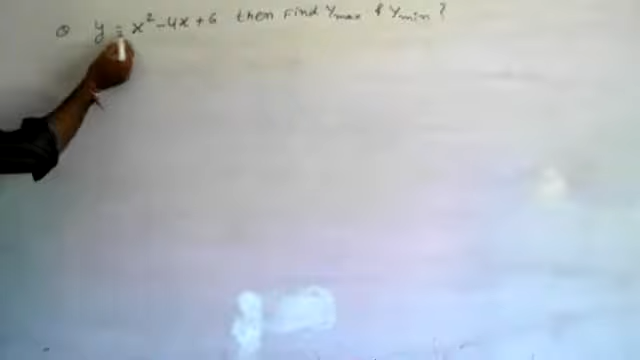 Q y = x² - 4x + 6 then Find Ymax & Ymin ?